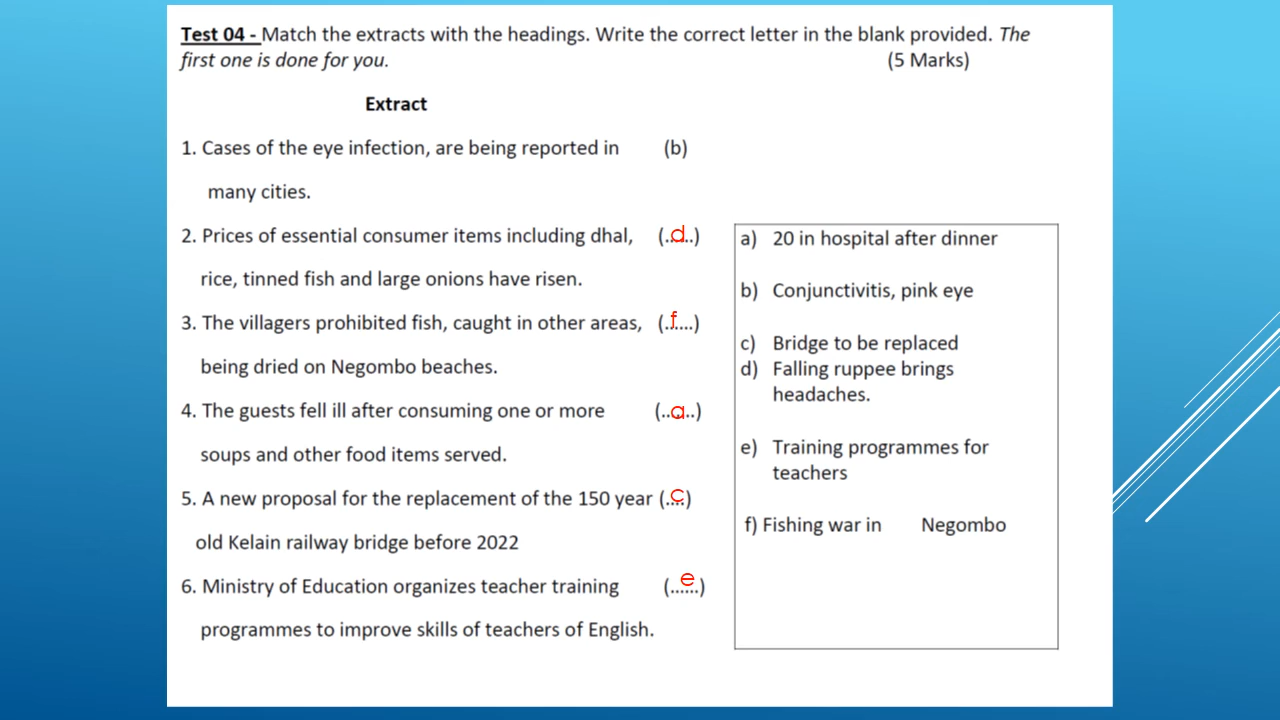 Test 04 - Match the extracts with the headings. Write the correct letter in the blank provided. The
first one is done for you. (5 Marks)
Extract
1. Cases of the eye infection, are being reported in (b)
many cities.
2. Prices of essential consumer items including dhal, (..d..)
rice, tinned fish and large onions have risen.
3. The villagers prohibited fish, caught in other areas, (..f...)
being dried on Negombo beaches.
4. The guests fell ill after consuming one or more (..a..)
soups and other food items served.
5. A new proposal for the replacement of the 150 year (..c..)
old Kelain railway bridge before 2022
6. Ministry of Education organizes teacher training (...e...)
programmes to improve skills of teachers of English.
a) 20 in hospital after dinner
b) Conjunctivitis, pink eye
c) Bridge to be replaced
d) Falling ruppee brings
headaches.
e) Training programmes for
teachers
f) Fishing war in Negombo